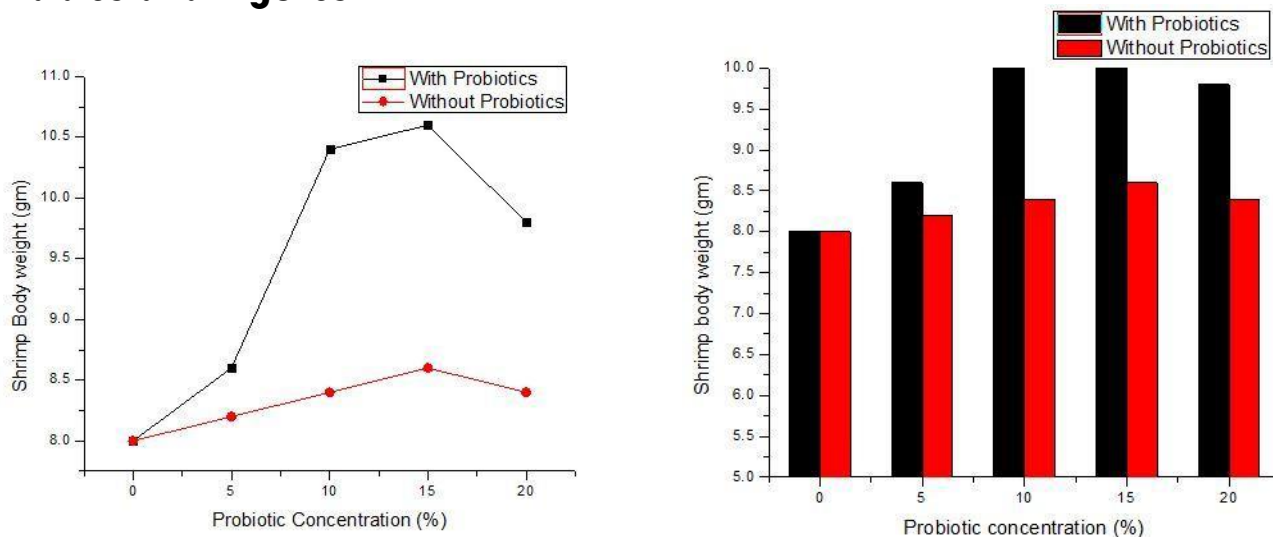 With Probiotics
Without Probiotics
11.0
10.5
10.0
9.5
9.0
8.5
8.0
Shrimp Body weight (gm)
0 5 10 15 20
Probiotic Concentration (%)
With Probiotics
Without Probiotics
10.0
9.5
9.0
8.5
8.0
7.5
7.0
6.5
6.0
5.5
5.0
Shrimp body weight (gm)
0 5 10 15 20
Probiotic concentration (%)